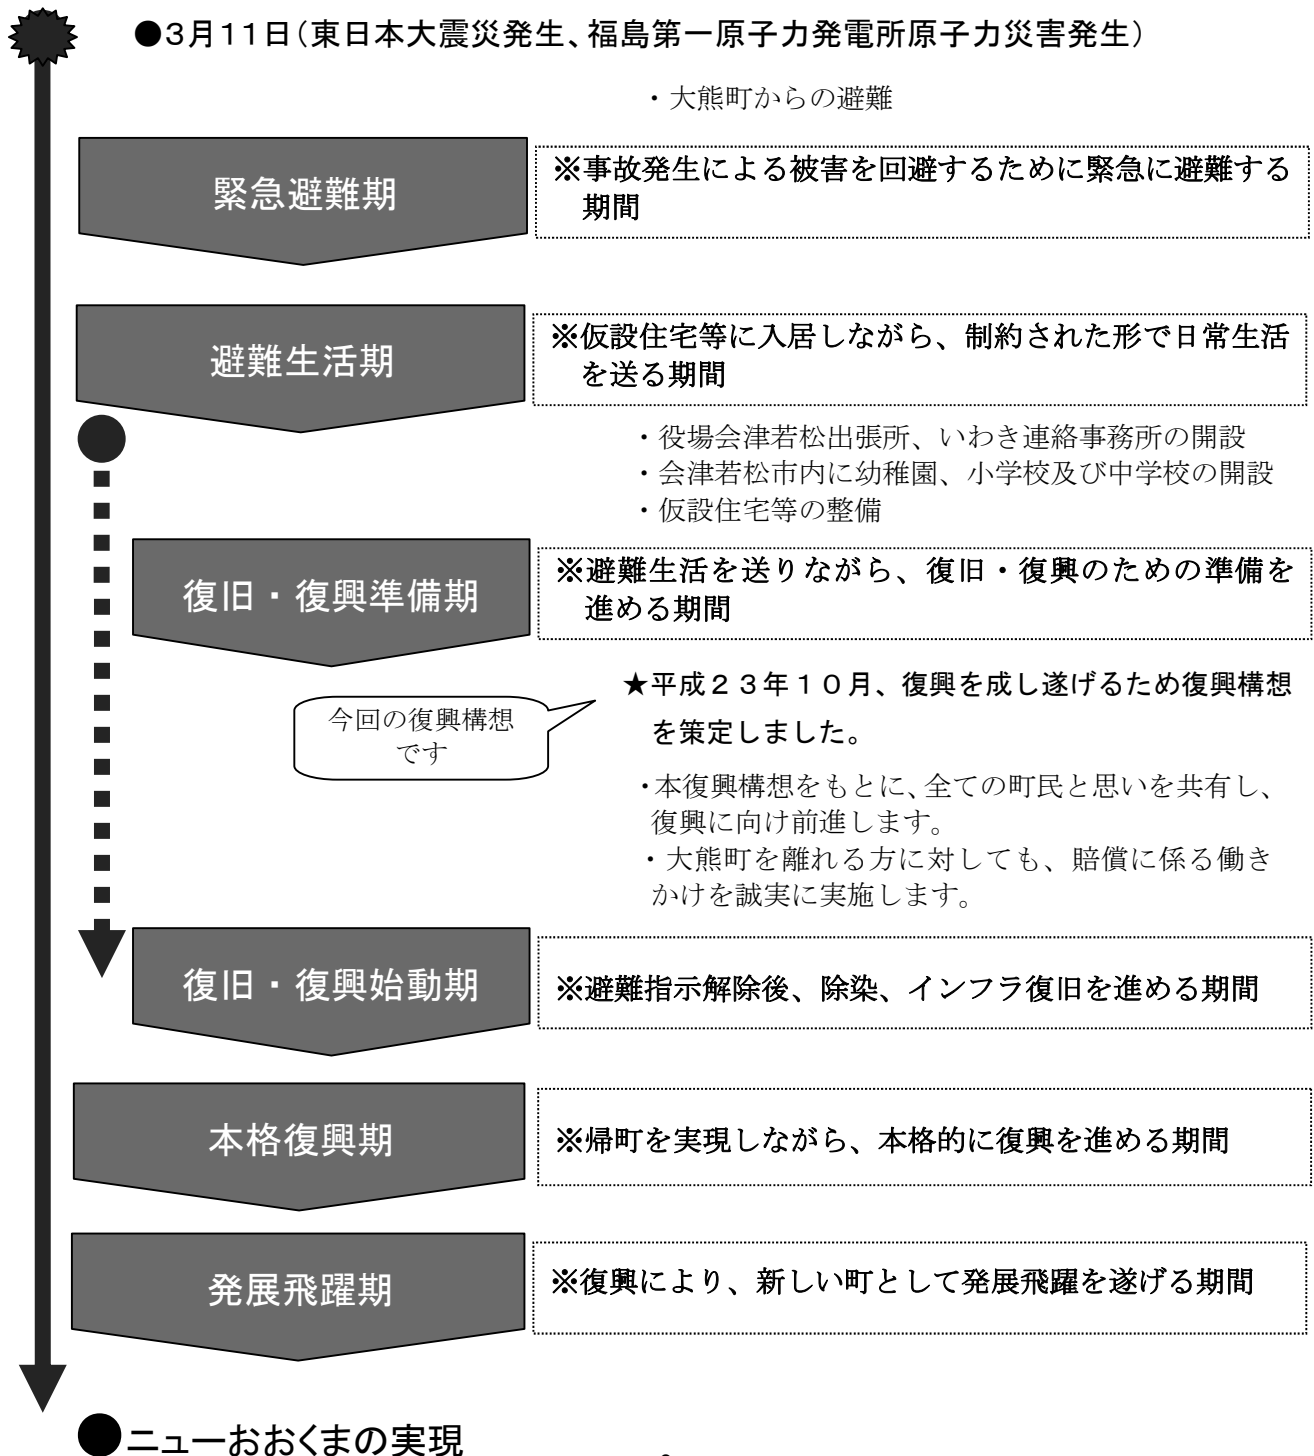 ●3月11日(東日本大震災発生、福島第一原子力発電所原子力災害発生)
・大熊町からの避難
緊急避難期
※事故発生による被害を回避するために緊急に避難する
期間
避難生活期
※仮設住宅等に入居しながら、制約された形で日常生活
を送る期間
・役場会津若松出張所、いわき連絡事務所の開設
・会津若松市内に幼稚園、小学校及び中学校の開設
・仮設住宅等の整備
復旧・復興準備期
※避難生活を送りながら、復旧・復興のための準備を
進める期間
★平成23年10月、復興を成し遂げるため復興構想
を策定しました。
今回の復興構想
です
・本復興構想をもとに、全ての町民と思いを共有し、
復興に向け前進します。
・大熊町を離れる方に対しても、賠償に係る働き
かけを誠実に実施します。
復旧・復興始動期
※避難指示解除後、除染、インフラ復旧を進める期間
本格復興期
※帰町を実現しながら、本格的に復興を進める期間
発展飛躍期
※復興により、新しい町として発展飛躍を遂げる期間
●ニューおおくまの実現